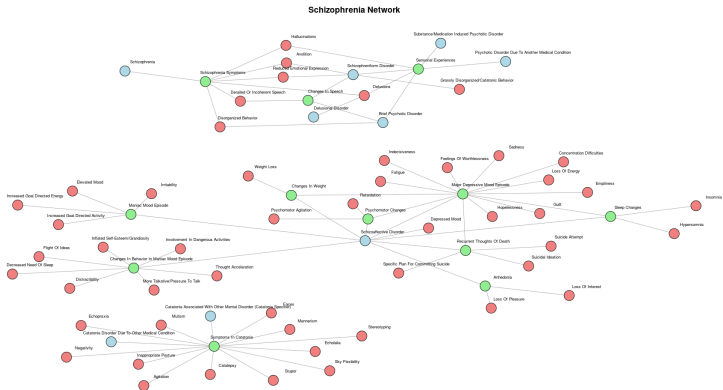 Schizophrenia Network
Substance/Medication Induced Psychotic Disorder
Hallucinations
Avolition
Psychotic Disorder Due To Another Medical Condition
Schizophrenia
Sensorial Experiences
Reduced Emotional Expression
Schizophreniform Disorder
Schizophrenia Symptoms
Grossly Disorganized/Catatonic Behavior
Delusions
Disorganized Or Incoherent Speech
Changes In Speech
Delusional Disorder
Brief Psychotic Disorder
Disorganized Behavior
Sadness
Indecisiveness
Concentration Difficulties
Feelings Of Worthlessness
Weight Loss
Loss Of Energy
Fatigue
Elevated Mood
Major Depressive Mood Episode
Emptiness
Irritability
Changes In Weight
Increased Goal Directed Energy
Retardation
Insomnia
Hopelessness
Guilt
Manic Mood Episode
Increased Goal Directed Activity
Psychomotor Agitation
Psychomotor Changes
Sleep Changes
Depressed Mood
Schizoaffective Disorder
Hypersomnia
Inflated Self-Esteem/Grandiosity
Involvement In Dangerous Activities
Recurrent Thoughts Of Death
Suicide Attempt
Flight Of Ideas
Changes In Behavior In Manic Mood Episode
Suicidal Ideation
Decreased Need Of Sleep
Thought Acceleration
Specific Plan For Commiting Suicide
Distractibility
More Talkative/Pressure To Talk
Anhedonia
Loss Of Interest
Loss Of Pleasure
Catatonia Associated With Other Mental Disorder (Catatonia Specifier)
Echopraxia
Mutism
Mannerism
Catatonia Disorder Due To Other Medical Condition
Stereotyping
Symptoms In Catatonia
Negativity
Echolalia
Inappropriate Posture
Catalepsy
Stupor
Waxy Flexibility
Agitation